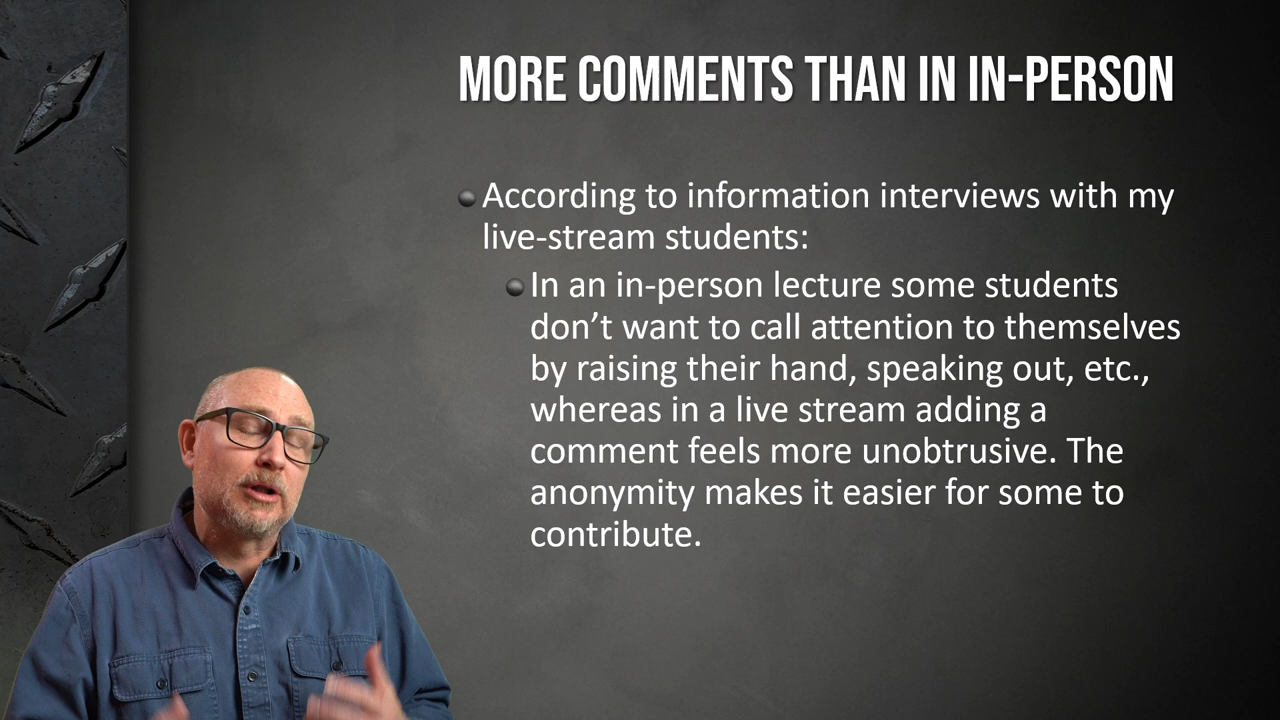 MORE COMMENTS THAN IN IN-PERSON
According to information interviews with my
live-stream students:
In an in-person lecture some students
don’t want to call attention to themselves
by raising their hand, speaking out, etc.,
whereas in a live stream adding a
comment feels more unobtrusive. The
anonymity makes it easier for some to
contribute.